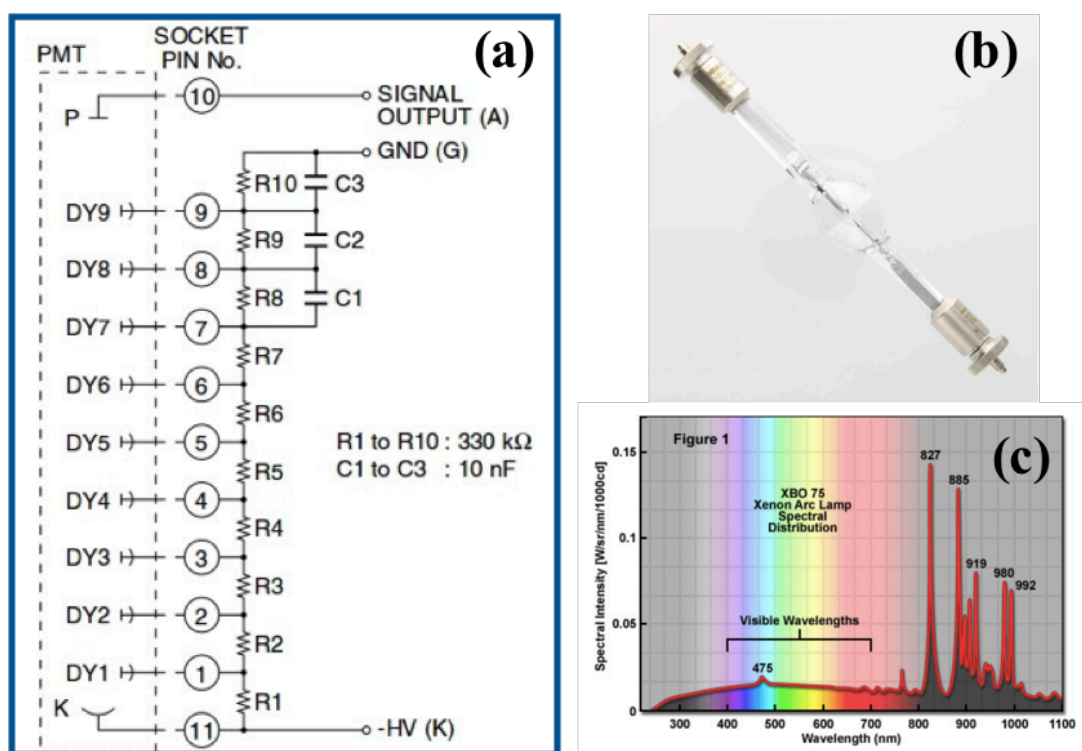 (a)
SOCKET
PIN No.
PMT
10
SIGNAL
OUTPUT (A)
P
GND (G)
R10
C3
DY9
9
R9
C2
DY8
8
R8
C1
DY7
7
R7
DY6
6
R6
DY5
5
R1 to R10 : 330 kΩ
C1 to C3 : 10 nF
R5
DY4
4
R4
DY3
3
R3
DY2
2
R2
DY1
1
R1
K
11
-HV (K)
(b)
(c)
Figure 1
XBO 75
Xenon Arc Lamp
Spectral
Distribution
827
885
919
980
992
Visible Wavelengths
475
Spectral Intensity [W/sr/nm/1000cd]
0.15
0.1
0.05
0
300 400 500 600 700 800 900 1000 1100
Wavelength (nm)